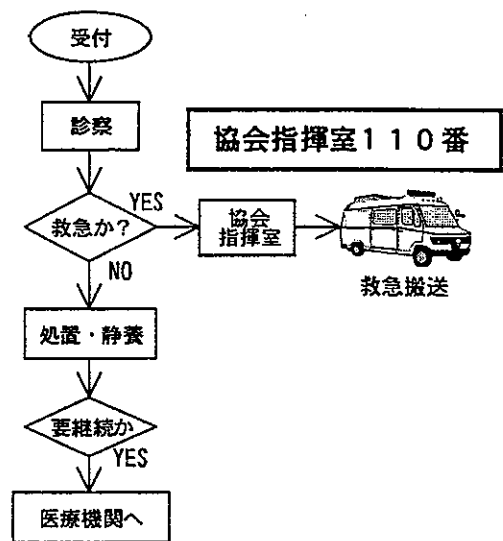 受付
診察
協会指揮室110番
救急か?
YES
協会
指揮室
救急搬送
NO
処置・静養
要継続か
YES
医療機関へ